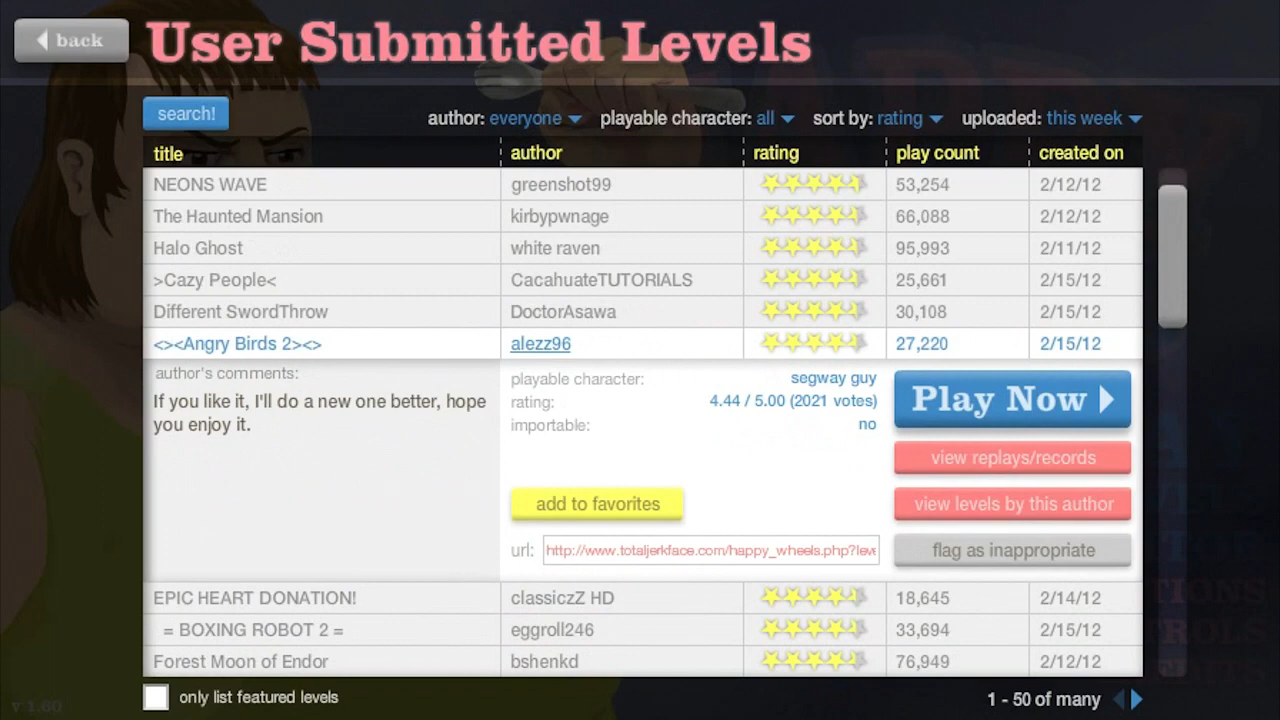 back
User Submitted Levels
search!
author: everyone playable character: all sort by: rating uploaded: this week
title author rating play count created on
NEONS WAVE greenshot99 53,254 2/12/12
The Haunted Mansion kirbypwnage 66,088 2/12/12
Halo Ghost white raven 95,993 2/11/12
>Cazy People< CacahuateTUTORIALS 25,661 2/15/12
Different SwordThrow DoctorAsawa 30,108 2/15/12
<><Angry Birds 2><> alezz96 27,220 2/15/12
author's comments:
If you like it, I'll do a new one better, hope
you enjoy it.
playable character: segway guy
rating: 4.44 / 5.00 (2021 votes)
importable: no
add to favorites
url: http://www.totaljerkface.com/happy_wheels.php?leve
Play Now
view replays/records
view levels by this author
flag as inappropriate
EPIC HEART DONATION! classiczZ HD 18,645 2/14/12
= BOXING ROBOT 2 = eggroll246 33,694 2/15/12
Forest Moon of Endor bshenkd 76,949 2/12/12
only list featured levels
1 - 50 of many
v 1.60